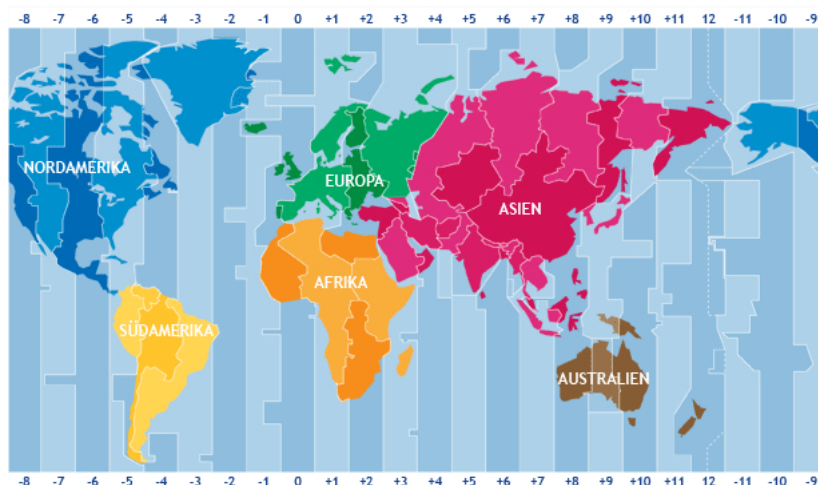 -8 -7 -6 -5 -4 -3 -2 -1 0 +1 +2 +3 +4 +5 +6 +7 +8 +9 +10 +11 12 -11 -10 -9
NORDAMERIKA
EUROPA
ASIEN
AFRIKA
SÜDAMERIKA
AUSTRALIEN
-8 -7 -6 -5 -4 -3 -2 -1 0 +1 +2 +3 +4 +5 +6 +7 +8 +9 +10 +11 12 -11 -10 -9